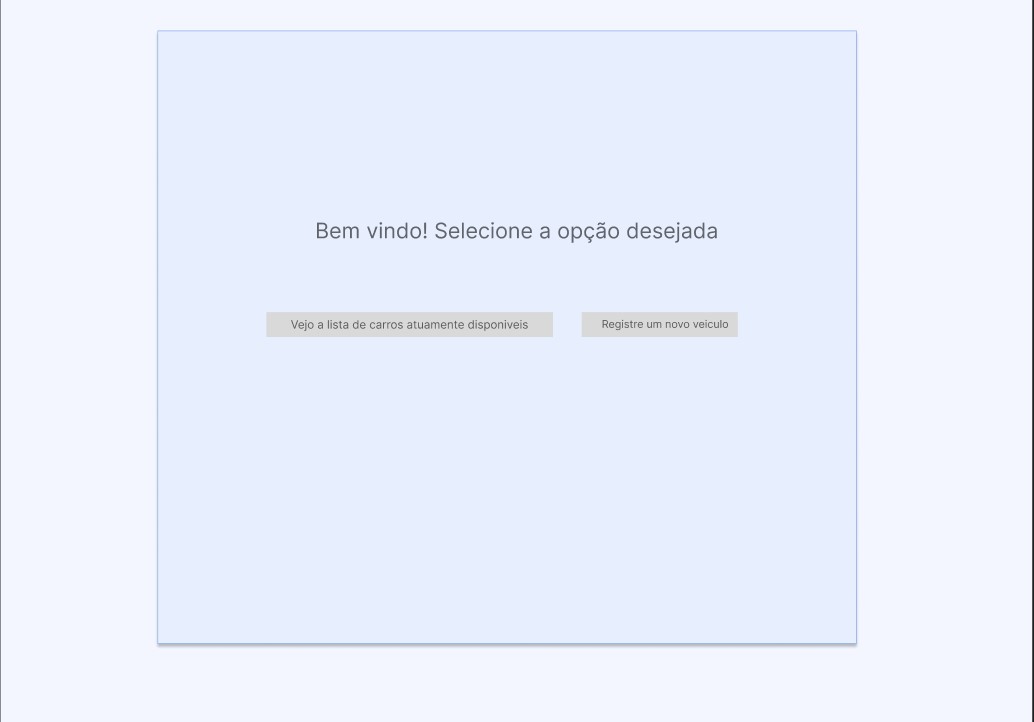 Bem vindo! Selecione a opção desejada
Vejo a lista de carros atuamente disponiveis
Registre um novo veiculo